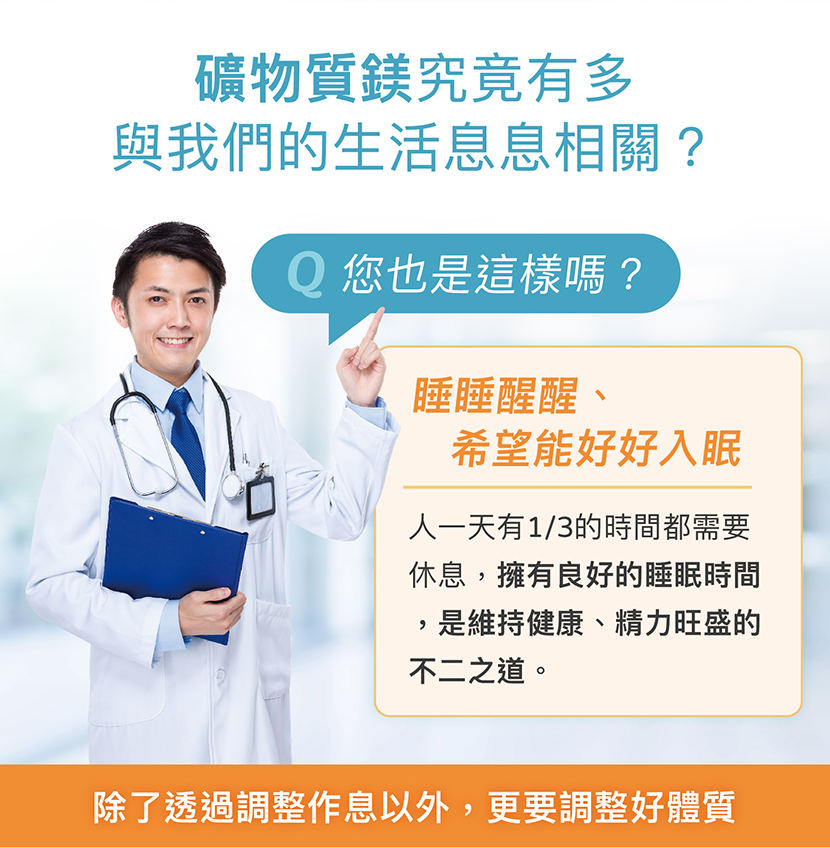 礦物質鎂究竟有多
與我們的生活息息相關？
Q 您也是這樣嗎？
睡睡醒醒、
希望能好好入眠
人一天有1/3的時間都需要
休息，擁有良好的睡眠時間
，是維持健康、精力旺盛的
不二之道。
除了透過調整作息以外，更要調整好體質